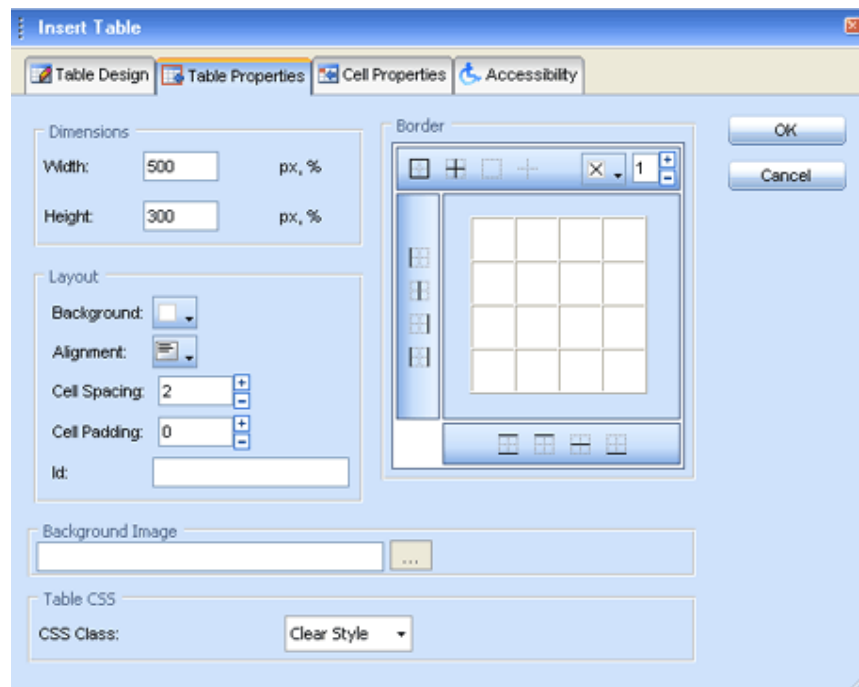 Insert Table
Table Design
Table Properties
Cell Properties
Accessibility
Dimensions
Width: 500 px, %
Height: 300 px, %
Layout
Background:
Alignment:
Cell Spacing: 2
Cell Padding: 0
Id:
Border
1
OK
Cancel
Background Image
...
Table CSS
CSS Class: Clear Style